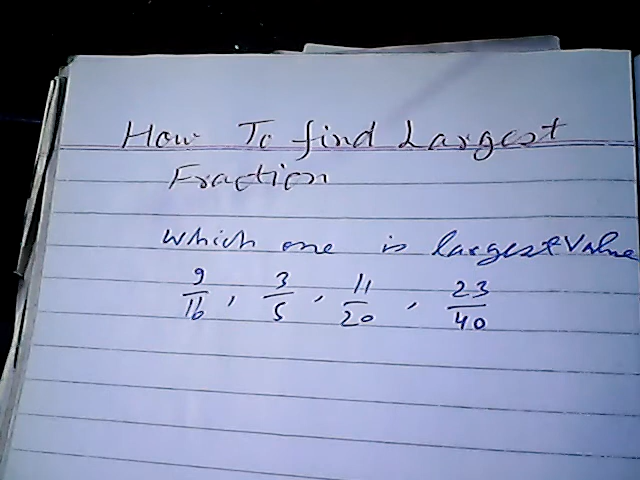 How To find Largest
Fraction
which one is largest Value
9/16, 3/5, 11/20, 23/40